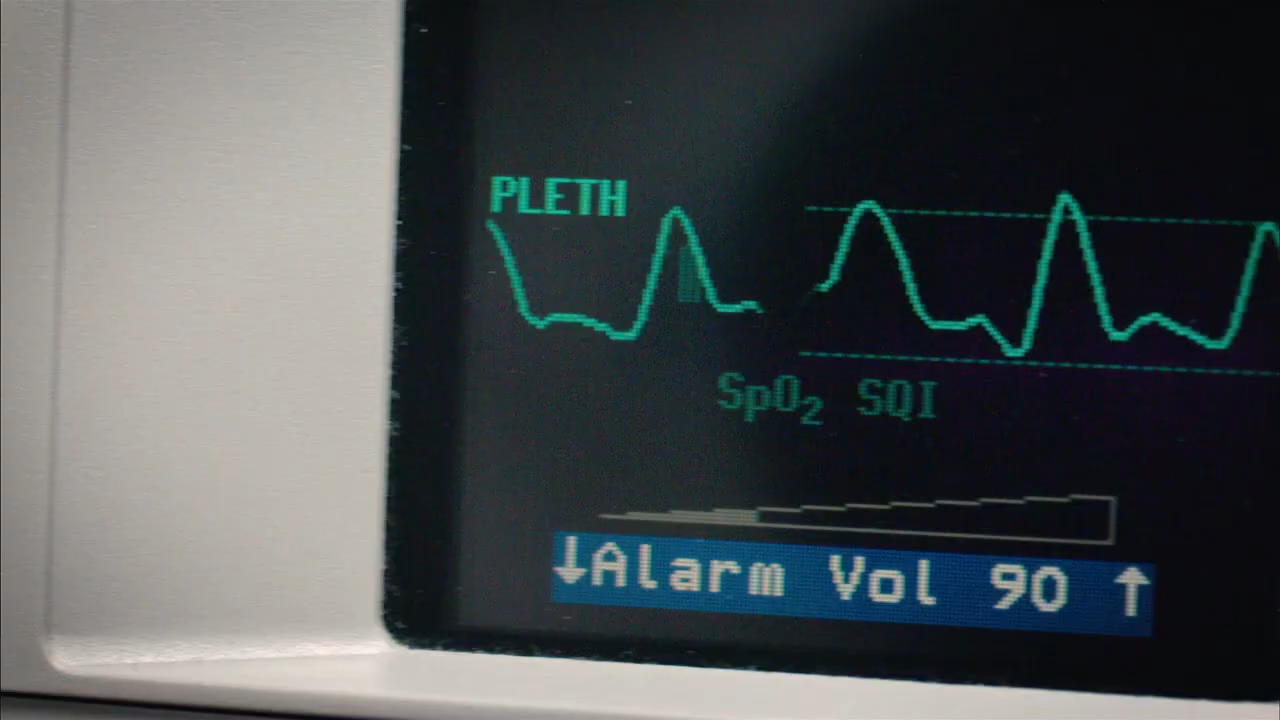 PLETH
SpO₂ SQI
↓Alarm Vol 90 ↑